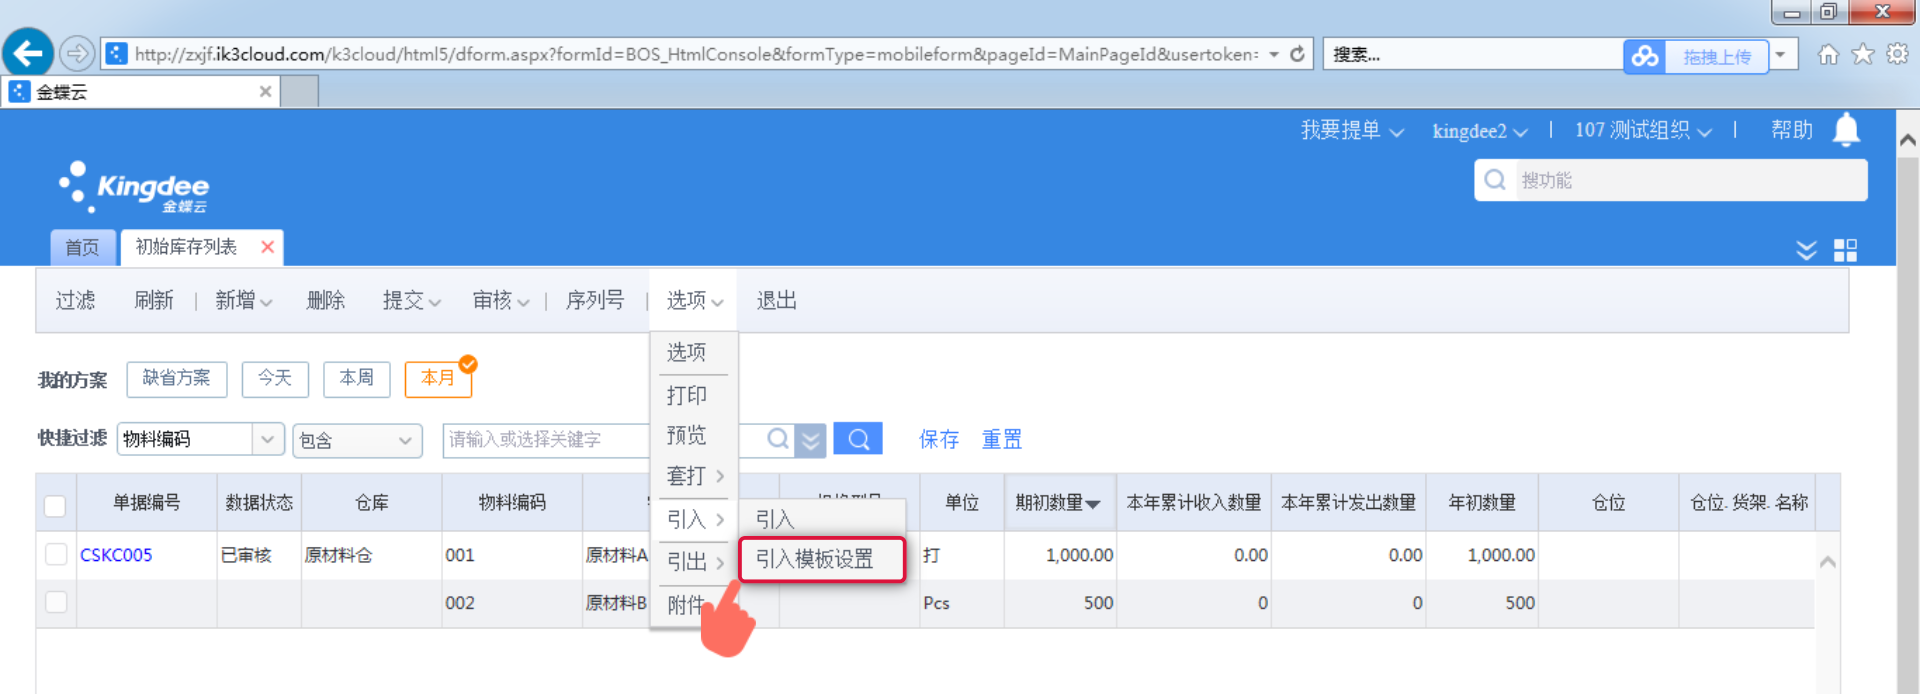 http://zxjf.ik3cloud.com/k3cloud/html5/dform.aspx?formId=BOS_HtmlConsole&formType=mobileform&pageId=MainPageId&usertoken=
搜索...
拖拽上传
金蝶云
我要提单 kingdee2 107 测试组织 帮助
Kingdee
金蝶云
搜功能
首页 初始库存列表
过滤 刷新 新增 删除 提交 审核 序列号 选项 退出
选项
打印
预览
套打
引入
引出
附件
引入
引入模板设置
我的方案 缺省方案 今天 本周 本月
快捷过滤 物料编码 包含 请输入或选择关键字 保存 重置
单据编号 数据状态 仓库 物料编码 单位 期初数量 本年累计收入数量 本年累计发出数量 年初数量 仓位 仓位. 货架. 名称
CSKC005 已审核 原材料仓 001 原材料A 打 1,000.00 0.00 0.00 1,000.00
002 原材料B Pcs 500 0 0 500